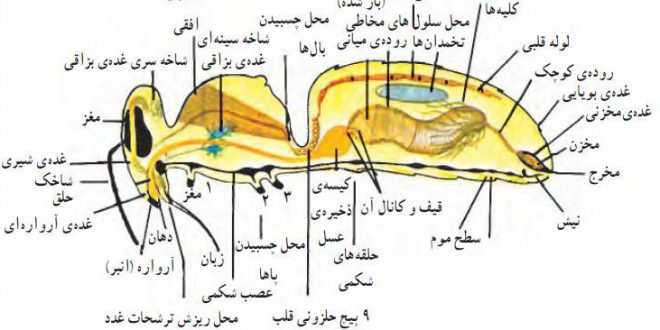 افقی
محل چسبیدن
بال‌ها
(باز شده)
محل سلول های مخاطی
تخمدان‌ها
روده‌ی میانی
کلیه‌ها
لوله قلبی
روده‌ی کوچک
غده‌ی بویایی
غده‌ی مخزنی
مخزن
مخرج
نیش
سطح موم
شاخه سینه‌ای
غده‌ی بزاقی
شاخه سری غده‌ی بزاقی
مغز
غده‌ی شیری
شاخک
حلق
غده‌ی آرواره‌ای
دهان
آرواره (انبر)
زبان
مغز ۱
۲ ۳
محل چسبیدن
پاها
عصب شکمی
محل ریزش ترشحات غدد
کیسه‌ی
ذخیره‌ی
عسل
قیف و کانال آن
حلقه‌های
شکمی
۹ پیج حلزونی قلب